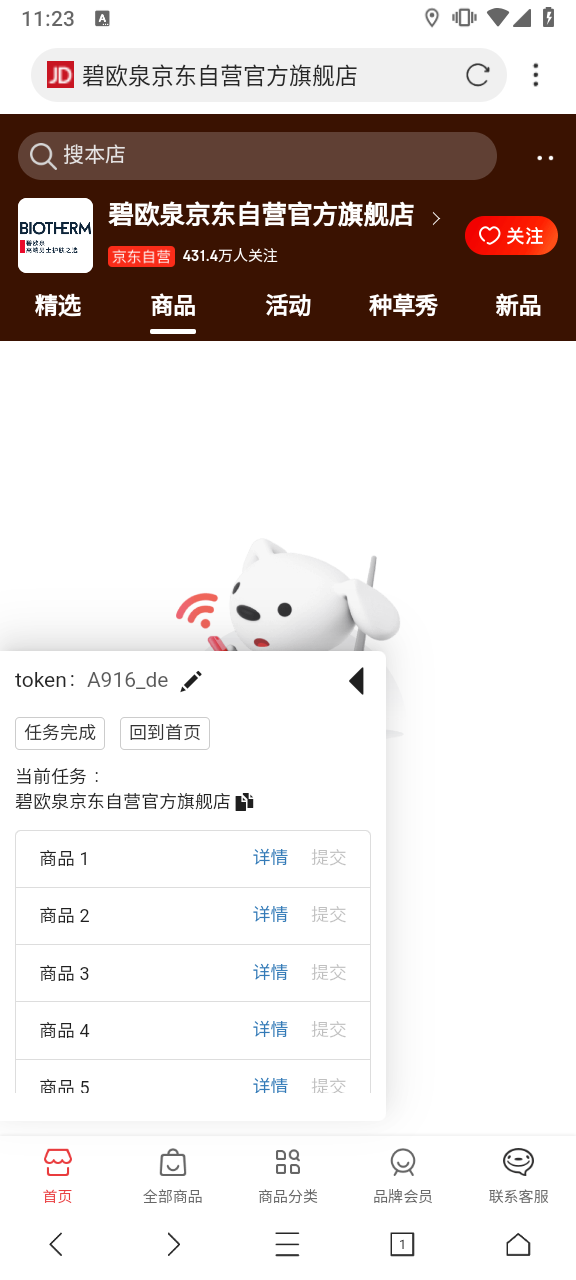 11:23
A
JD 碧欧泉京东自营官方旗舰店
搜本店
BIOTHERM
碧欧泉
碧欧泉京东自营官方旗舰店
京东自营 431.4万人关注
关注
精选 商品 活动 种草秀 新品
token: A916_de
任务完成 回到首页
当前任务：
碧欧泉京东自营官方旗舰店
商品 1 详情 提交
商品 2 详情 提交
商品 3 详情 提交
商品 4 详情 提交
商品 5 详情 提交
首页 全部商品 商品分类 品牌会员 联系客服
1